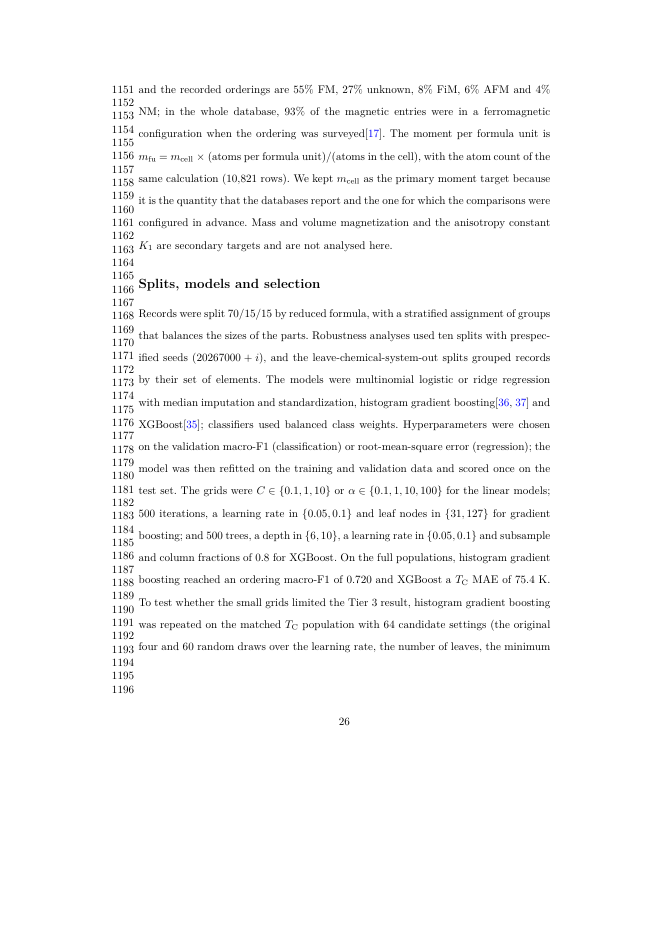 1151 and the recorded orderings are 55% FM, 27% unknown, 8% FiM, 6% AFM and 4%
1152
1153 NM; in the whole database, 93% of the magnetic entries were in a ferromagnetic
1154 configuration when the ordering was surveyed[17]. The moment per formula unit is
1155
1156 m_fu = m_cell × (atoms per formula unit)/(atoms in the cell), with the atom count of the
1157
1158 same calculation (10,821 rows). We kept m_cell as the primary moment target because
1159 it is the quantity that the databases report and the one for which the comparisons were
1160
1161 configured in advance. Mass and volume magnetization and the anisotropy constant
1162
1163 K₁ are secondary targets and are not analysed here.
1164
1165
1166 Splits, models and selection
1167
1168 Records were split 70/15/15 by reduced formula, with a stratified assignment of groups
1169
1170 that balances the sizes of the parts. Robustness analyses used ten splits with prespec-
1171 ified seeds (20267000 + i), and the leave-chemical-system-out splits grouped records
1172
1173 by their set of elements. The models were multinomial logistic or ridge regression
1174
1175 with median imputation and standardization, histogram gradient boosting[36, 37] and
1176 XGBoost[35]; classifiers used balanced class weights. Hyperparameters were chosen
1177
1178 on the validation macro-F1 (classification) or root-mean-square error (regression); the
1179
1180 model was then refitted on the training and validation data and scored once on the
1181 test set. The grids were C ∈ {0.1, 1, 10} or α ∈ {0.1, 1, 10, 100} for the linear models;
1182
1183 500 iterations, a learning rate in {0.05, 0.1} and leaf nodes in {31, 127} for gradient
1184
1185 boosting; and 500 trees, a depth in {6, 10}, a learning rate in {0.05, 0.1} and subsample
1186 and column fractions of 0.8 for XGBoost. On the full populations, histogram gradient
1187
1188 boosting reached an ordering macro-F1 of 0.720 and XGBoost a T_C MAE of 75.4 K.
1189
1190 To test whether the small grids limited the Tier 3 result, histogram gradient boosting
1191 was repeated on the matched T_C population with 64 candidate settings (the original
1192
1193 four and 60 random draws over the learning rate, the number of leaves, the minimum
1194
1195
1196
26